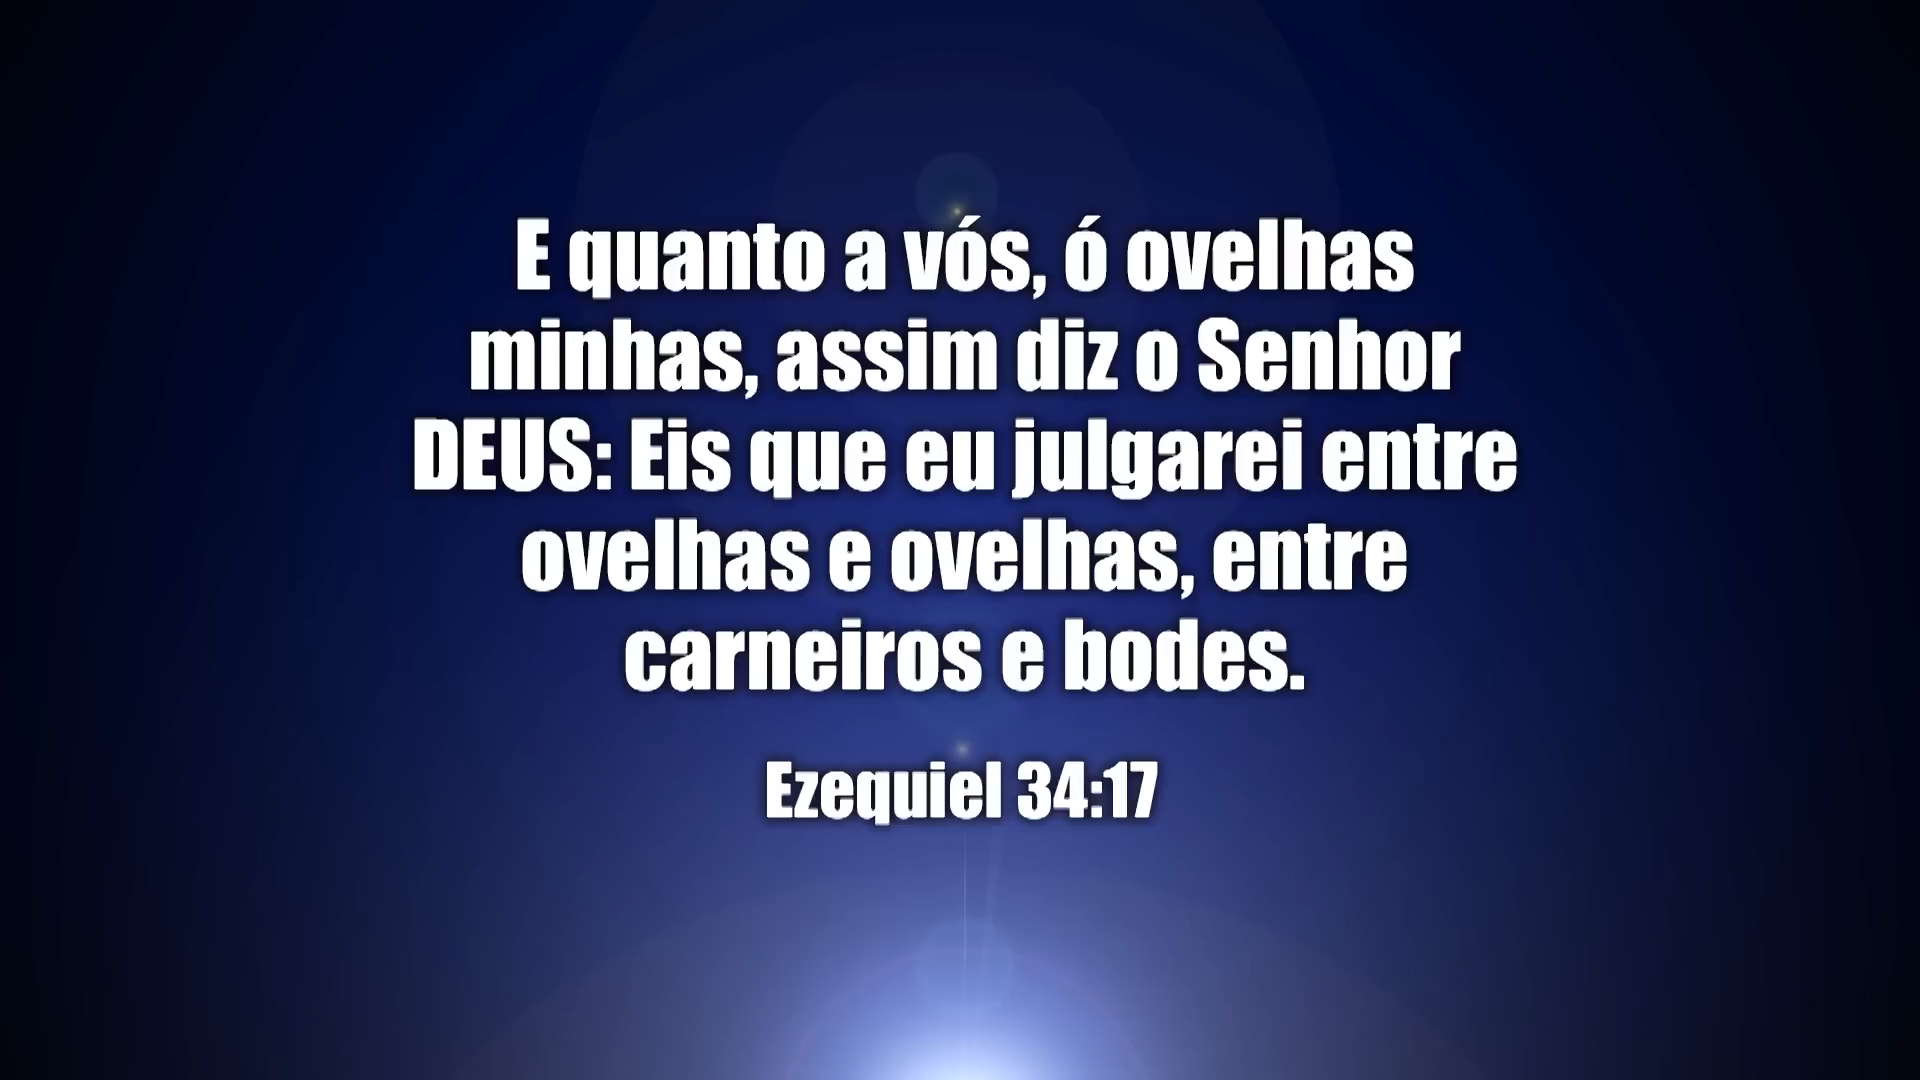 E quanto a vós, ó ovelhas
minhas, assim diz o Senhor
DEUS: Eis que eu julgarei entre
ovelhas e ovelhas, entre
carneiros e bodes.
Ezequiel 34:17